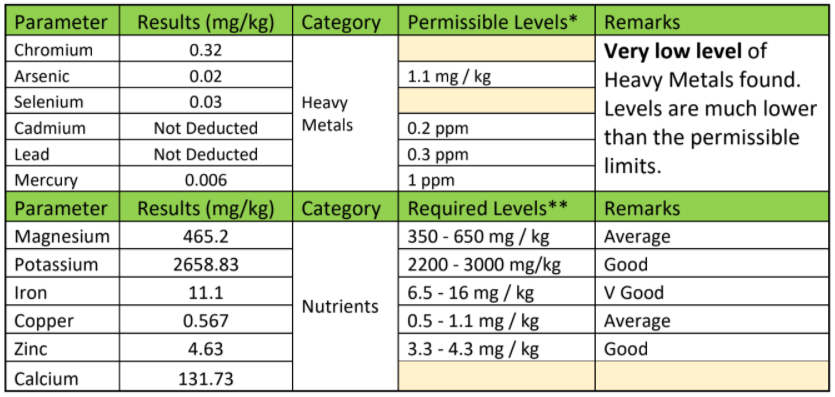 Parameter Results (mg/kg) Category Permissible Levels* Remarks
Chromium 0.32 Very low level of
Arsenic 0.02 1.1 mg / kg Heavy Metals found.
Selenium 0.03 Heavy Levels are much lower
Cadmium Not Deducted Metals 0.2 ppm than the permissible
Lead Not Deducted 0.3 ppm limits.
Mercury 0.006 1 ppm
Parameter Results (mg/kg) Category Required Levels** Remarks
Magnesium 465.2 350 - 650 mg / kg Average
Potassium 2658.83 2200 - 3000 mg/kg Good
Iron 11.1 Nutrients 6.5 - 16 mg / kg V Good
Copper 0.567 0.5 - 1.1 mg / kg Average
Zinc 4.63 3.3 - 4.3 mg / kg Good
Calcium 131.73